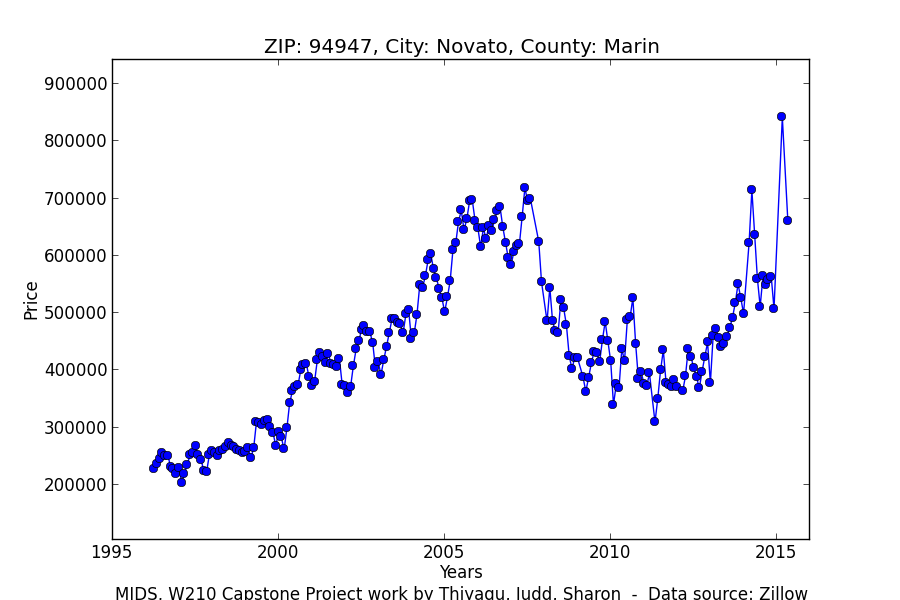 ZIP: 94947, City: Novato, County: Marin
900000
800000
700000
600000
500000
400000
300000
200000
Price
1995 2000 2005 2010 2015
Years
MIDS, W210 Capstone Project work by Thiyagu, Judd, Sharon - Data source: Zillow